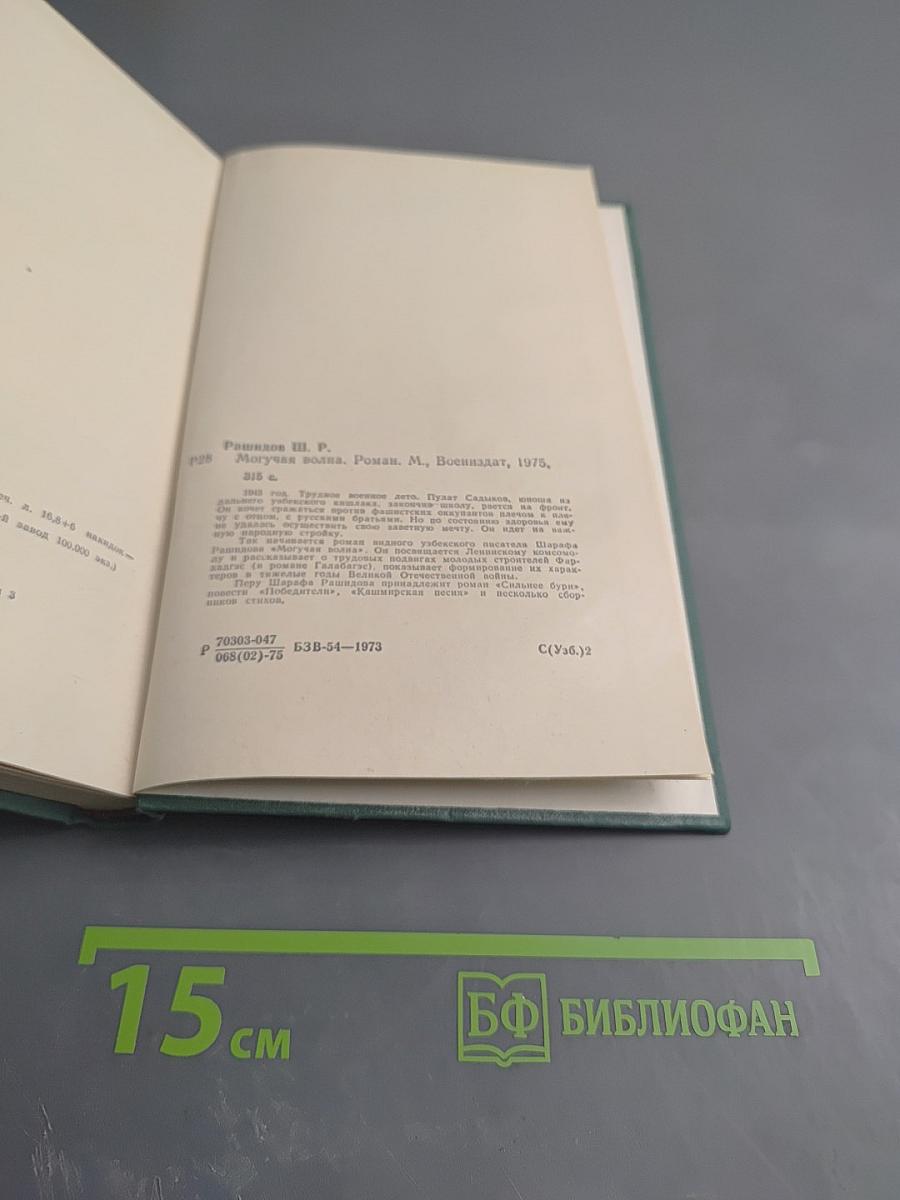 еч. л. 16,8+6
накидок—
ей завод 100.000 экз.)
3
Рашидов Ш. Р.
Р28 Могучая волна. Роман. М., Воениздат, 1975,
315 с.
1943 год. Трудное военное лето. Пулат Садыков, юноша из
дальнего узбекского кишлака, закончив школу, рвется на фронт.
Он хочет сражаться против фашистских оккупантов плечом к пле-
чу с отцом, с русскими братьями. Но по состоянию здоровья ему
не удалось осуществить свою заветную мечту. Он идет на важ-
ную народную стройку.
Так начинается роман видного узбекского писателя Шарафа
Рашидова «Могучая волна». Он посвящается Ленинскому комсомо-
лу и рассказывает о трудовых подвигах молодых строителей Фар-
хадгэс (в романе Галабагэс), показывает формирование их харак-
теров в тяжелые годы Великой Отечественной войны.
Перу Шарафа Рашидова принадлежит роман «Сильнее бури»,
повести «Победители», «Кашмирская песня» и несколько сбор-
ников стихов.
Р 70303-047
068(02)-75 БЗВ-54—1973 С(Узб.)2
15 см
БФ БИБЛИОФАН